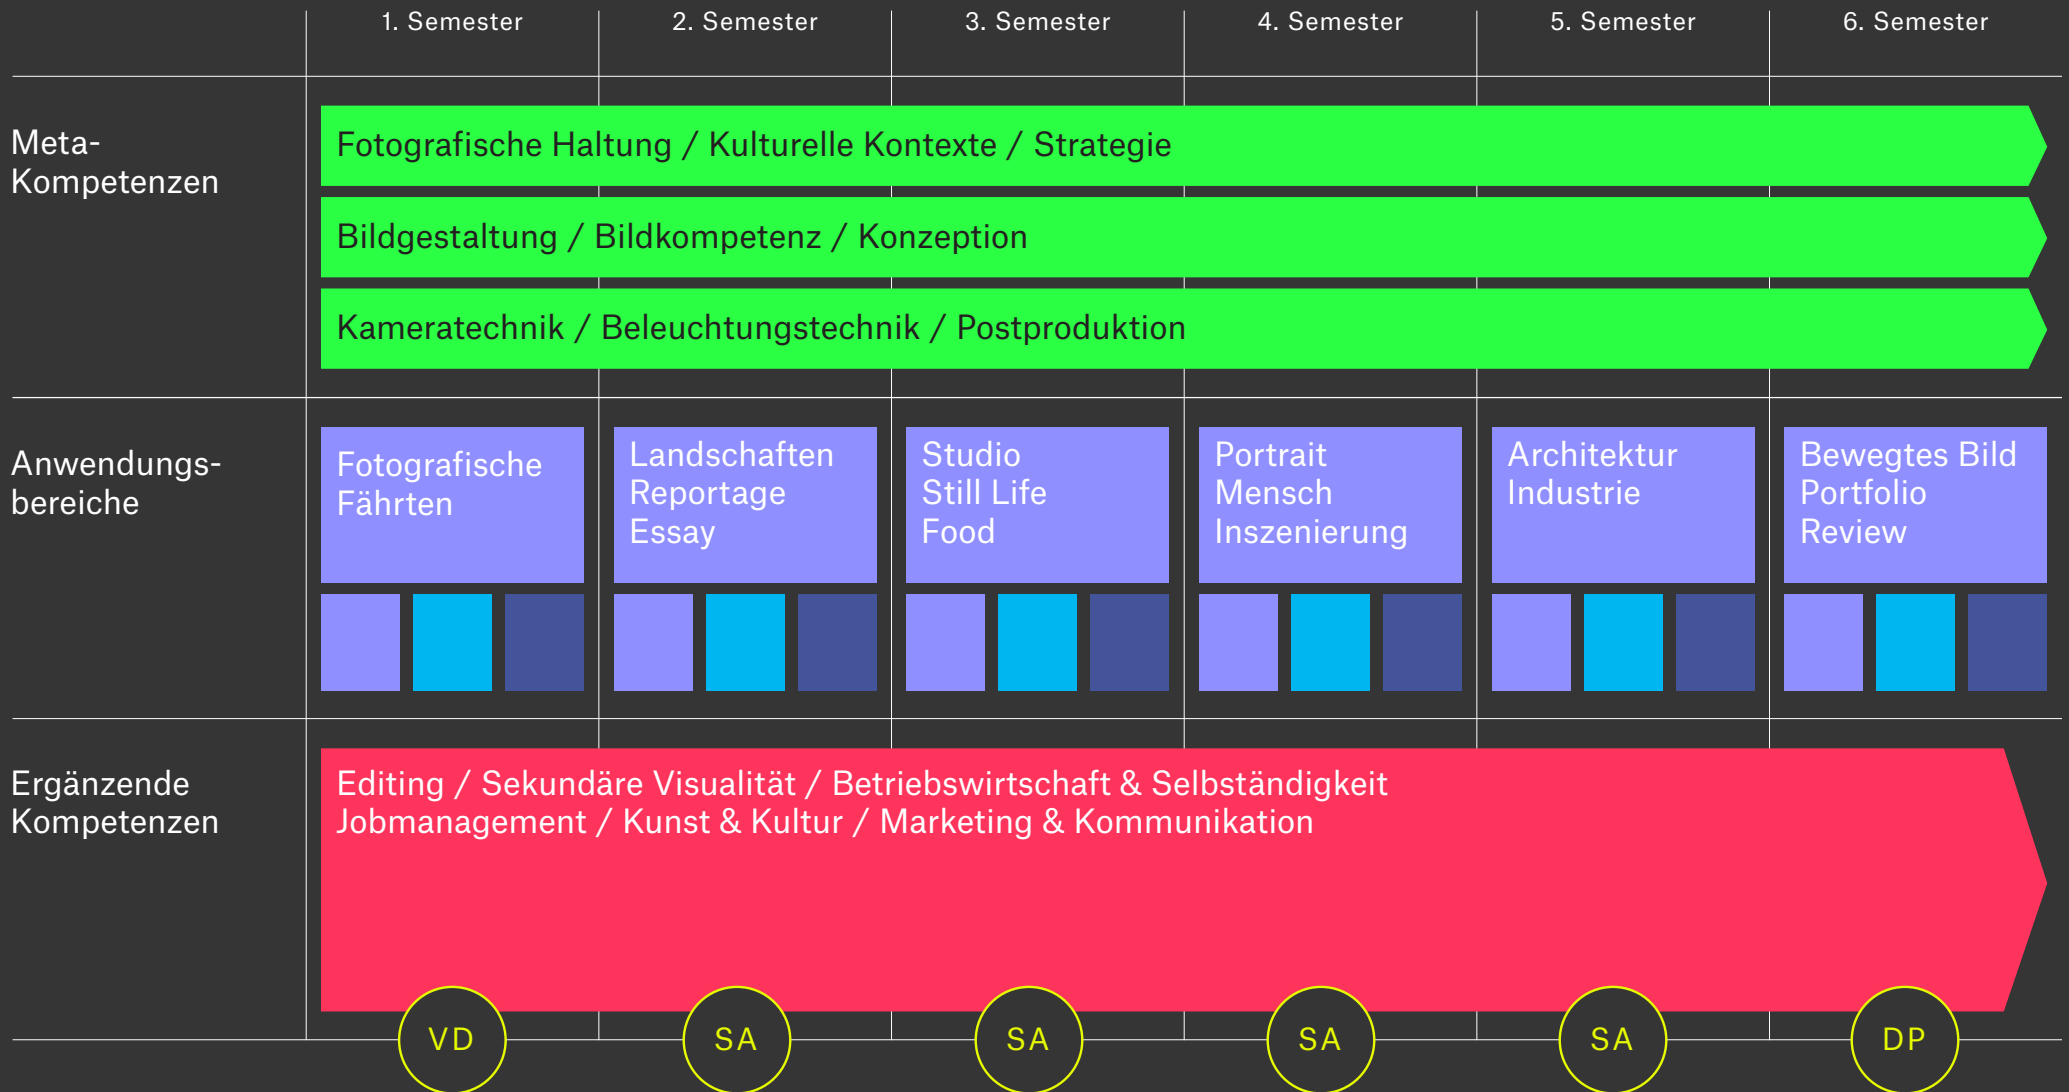 1. Semester
2. Semester
3. Semester
4. Semester
5. Semester
6. Semester
Meta-
Kompetenzen
Fotografische Haltung / Kulturelle Kontexte / Strategie
Bildgestaltung / Bildkompetenz / Konzeption
Kameratechnik / Beleuchtungstechnik / Postproduktion
Anwendungs-
bereiche
Fotografische
Fährten
Landschaften
Reportage
Essay
Studio
Still Life
Food
Portrait
Mensch
Inszenierung
Architektur
Industrie
Bewegtes Bild
Portfolio
Review
Ergänzende
Kompetenzen
Editing / Sekundäre Visualität / Betriebswirtschaft & Selbständigkeit
Jobmanagement / Kunst & Kultur / Marketing & Kommunikation
VD
SA
SA
SA
SA
DP